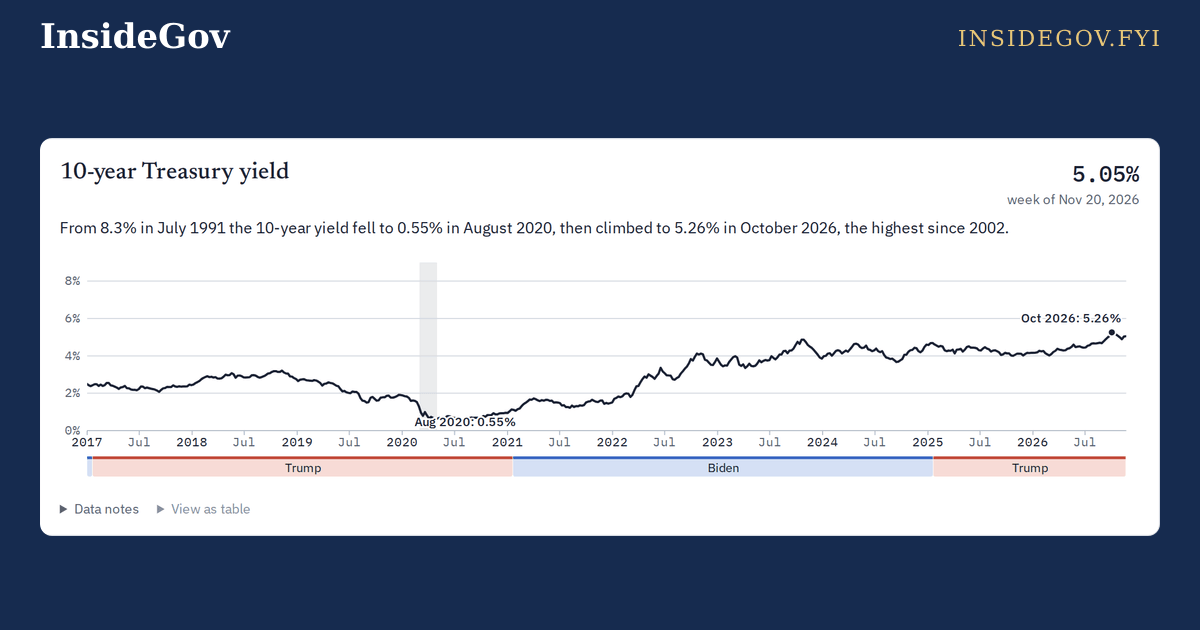 InsideGov
INSIDEGOV.FYI
10-year Treasury yield
5.05%
week of Nov 20, 2026
From 8.3% in July 1991 the 10-year yield fell to 0.55% in August 2020, then climbed to 5.26% in October 2026, the highest since 2002.
8%
6%
4%
2%
0%
Oct 2026: 5.26%
Aug 2020: 0.55%
2017 Jul 2018 Jul 2019 Jul 2020 Jul 2021 Jul 2022 Jul 2023 Jul 2024 Jul 2025 Jul 2026 Jul
Trump Biden Trump
Data notes View as table